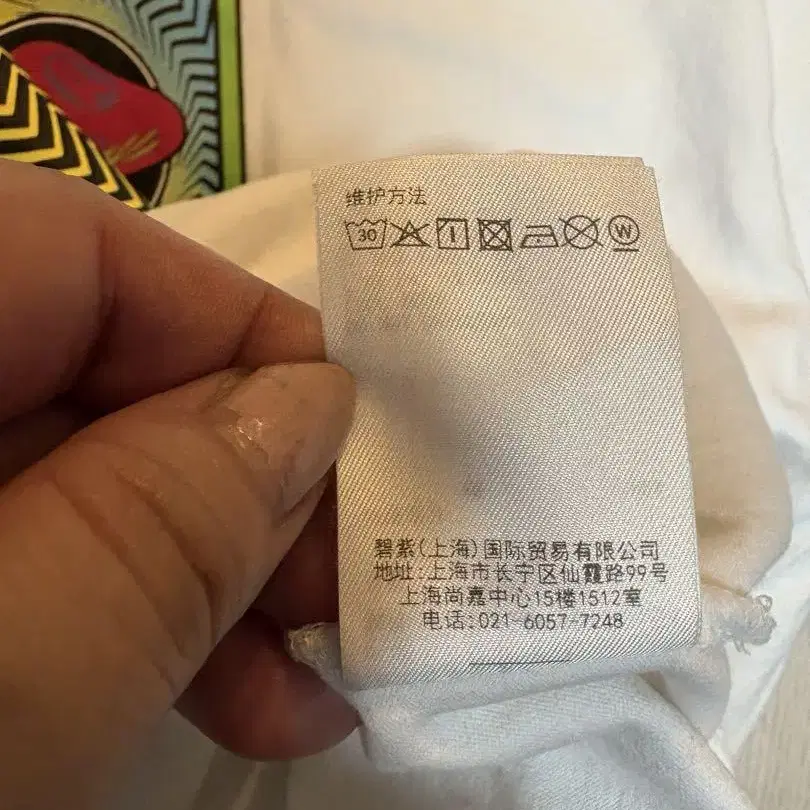 维护方法
30
W
碧紫(上海)国际贸易有限公司
地址:上海市长宁区仙霞路99号
上海尚嘉中心15楼1512室
电话:021-6057-7248